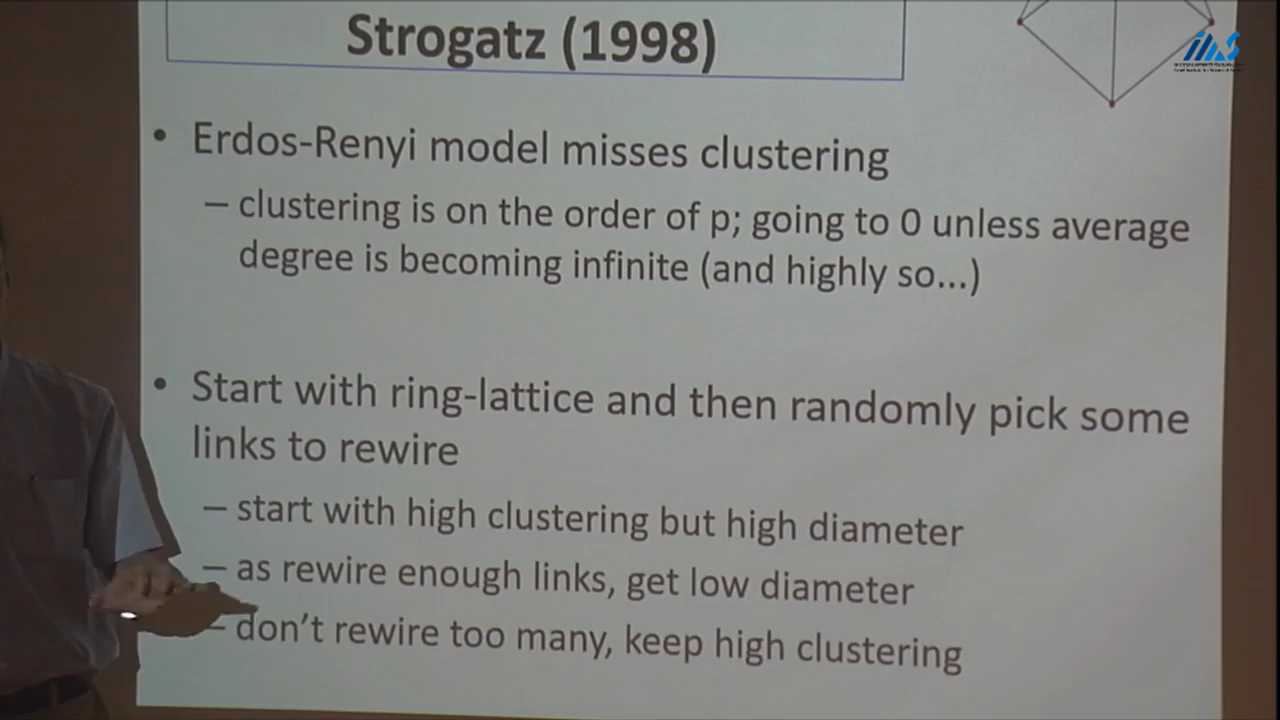 Strogatz (1998)
• Erdos-Renyi model misses clustering
– clustering is on the order of p; going to 0 unless average
degree is becoming infinite (and highly so...)
• Start with ring-lattice and then randomly pick some
links to rewire
– start with high clustering but high diameter
– as rewire enough links, get low diameter
– don't rewire too many, keep high clustering